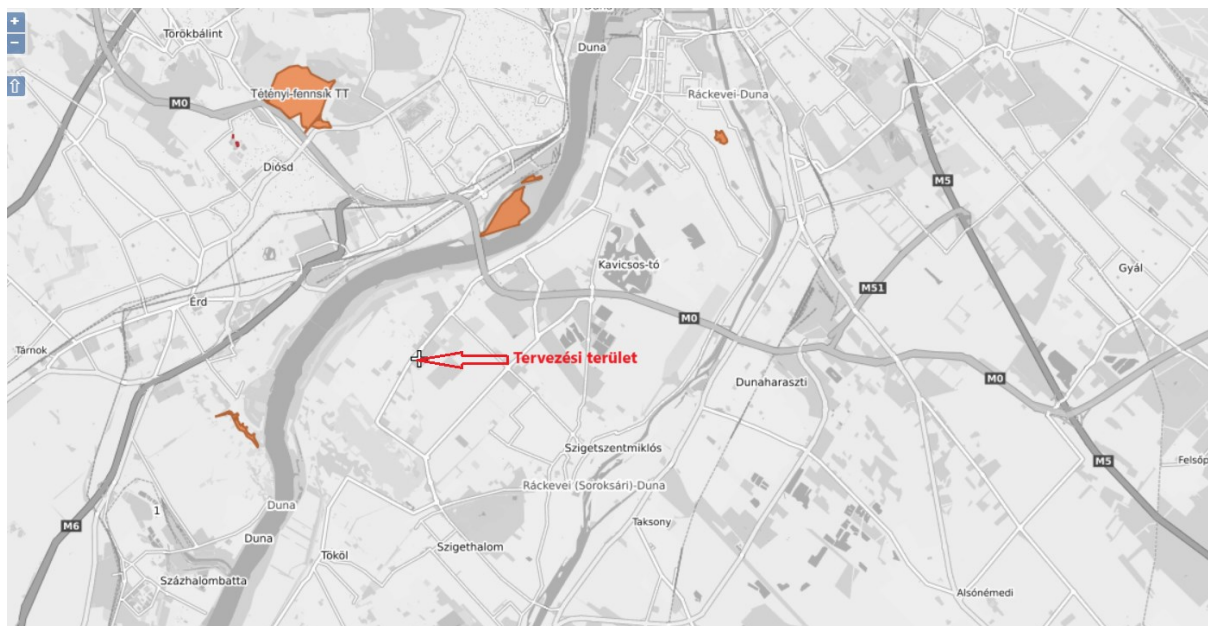 +
−
⇧
Törökbálint
Duna
Duna
Tétényi-fennsík TT
M0
Ráckevei-Duna
Diósd
M5
Kavicsos-tó
Gyál
M51
Érd
M0
Tárnok
Tervezési terület
Dunaharaszti
M0
Szigetszentmiklós
M5
Felsőp
Ráckevei (Soroksári)-Duna
Duna
1
M6
Taksony
Duna
Tököl
Szigethalom
Százhalombatta
Alsónémedi